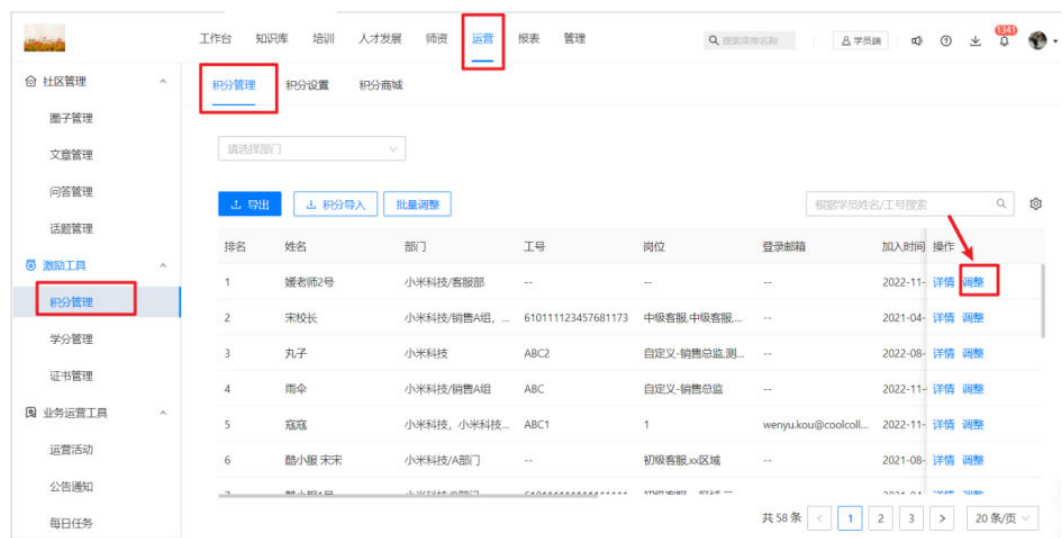 工作台 知识库 培训 人才发展 师资 运营 报表 管理 搜索菜单名称 学员端 1341
社区管理
圈子管理
文章管理
问答管理
话题管理
激励工具
积分管理
学分管理
证书管理
业务运营工具
运营活动
公告通知
每日任务
积分管理 积分设置 积分商城
请选择部门
导出 积分导入 批量调整 根据学员姓名/工号搜索
排名 姓名 部门 工号 岗位 登录邮箱 加入时间 操作
1 媛老师2号 小米科技/客服部 -- -- -- 2022-11- 详情 调整
2 宋校长 小米科技/销售A组, ... 610111123457681173 中级客服,中级客服,... -- 2021-04- 详情 调整
3 丸子 小米科技 ABC2 自定义-销售总监,测... -- 2022-08- 详情 调整
4 雨伞 小米科技/销售A组 ABC 自定义-销售总监 -- 2022-11- 详情 调整
5 寇寇 小米科技, 小米科技... ABC1 1 wenyu.kou@coolcoll... 2022-11- 详情 调整
6 酷小服 宋宋 小米科技/A部门 -- 初级客服,xx区域 -- 2021-08- 详情 调整
共 58 条 < 1 2 3 > 20 条/页